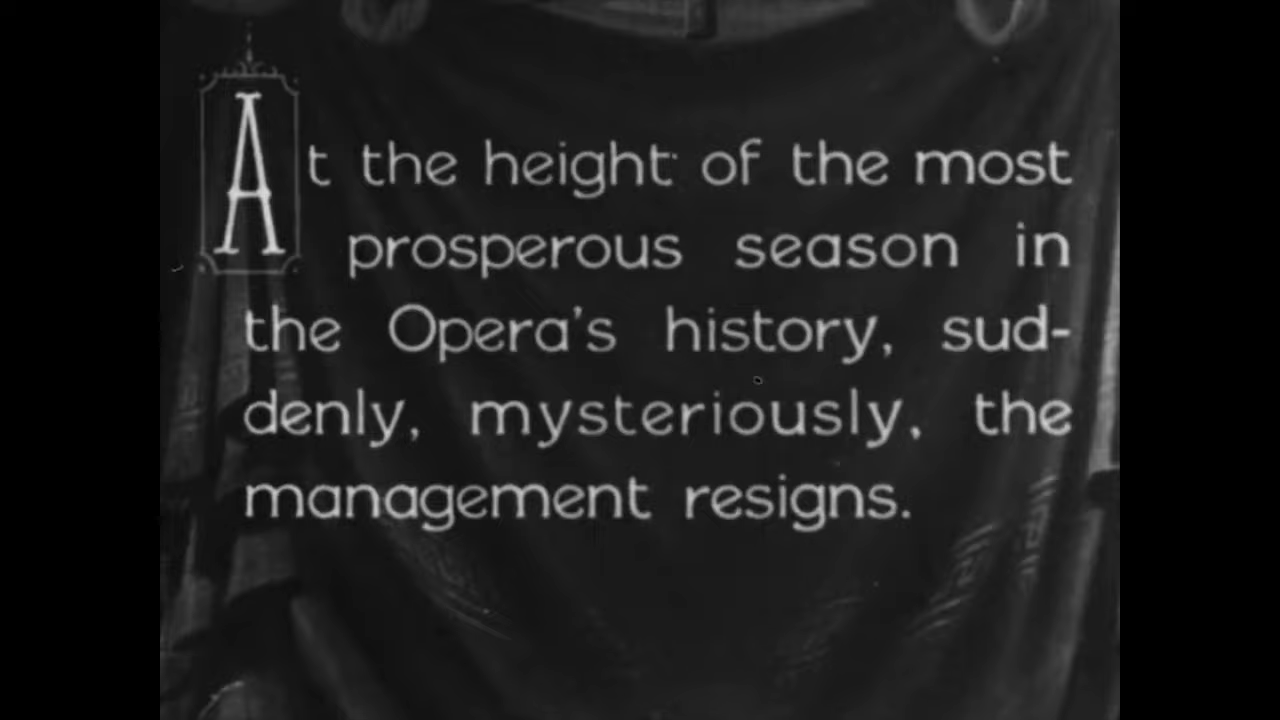 At the height of the most
prosperous season in
the Opera's history, sud-
denly, mysteriously, the
management resigns.